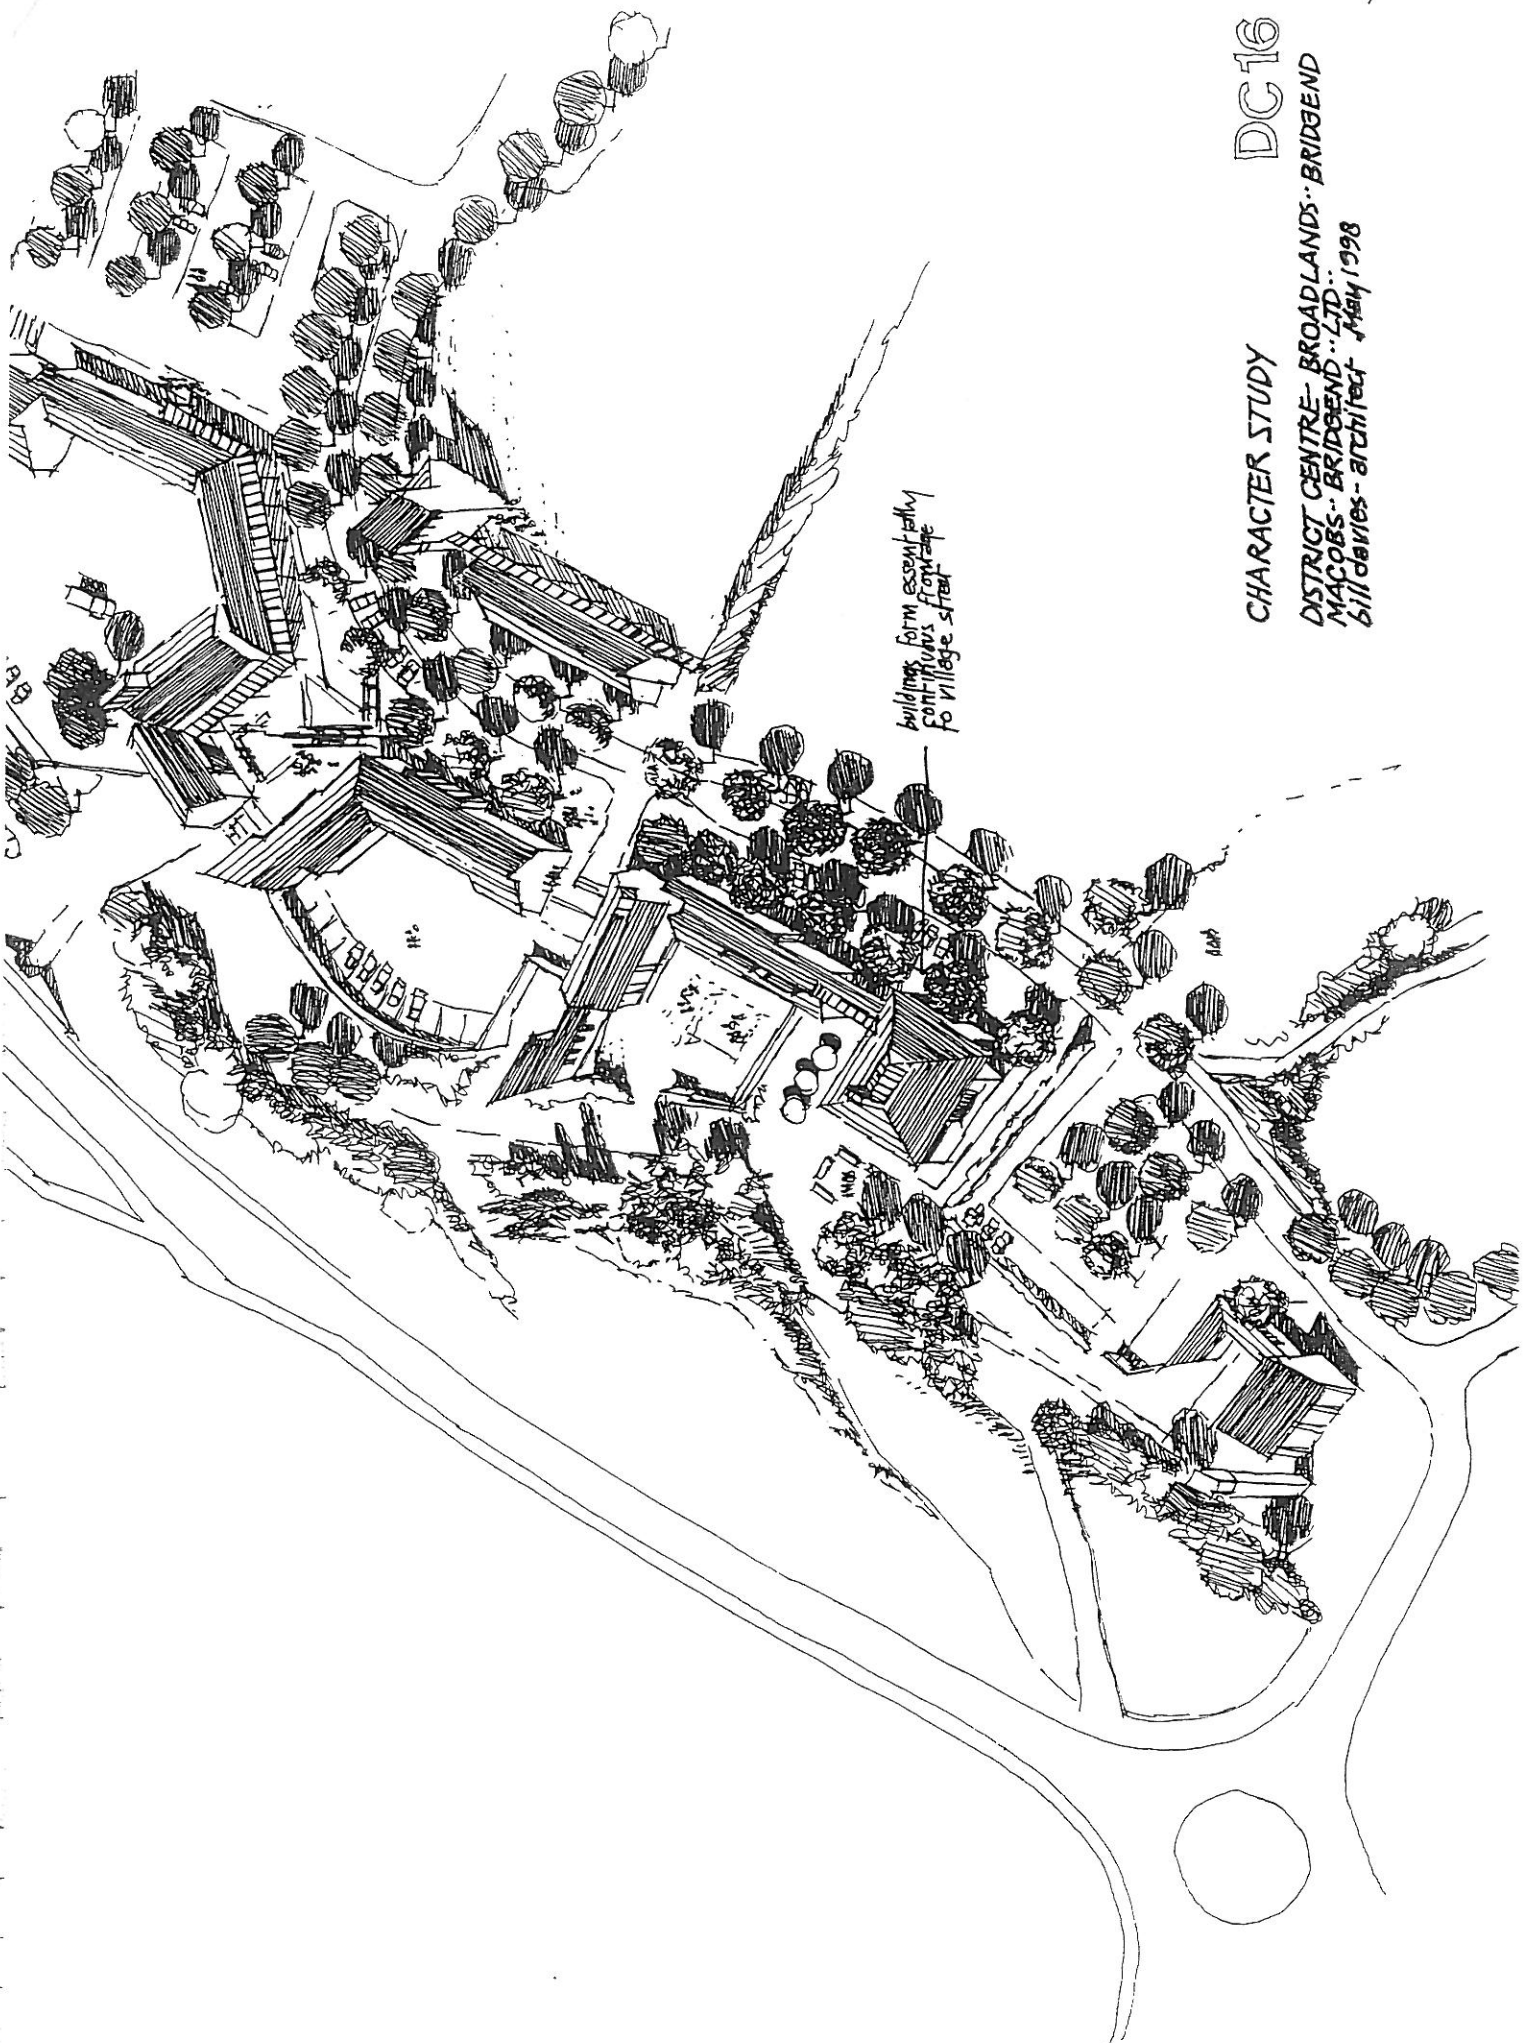 building form essentially
continuous frontage
to village street
CHARACTER STUDY
DC16
DISTRICT CENTRE- BROADLANDS·· BRIDGEND
MACOBS·· BRIDGEND·· LTD··
bill davies - architect May 1998